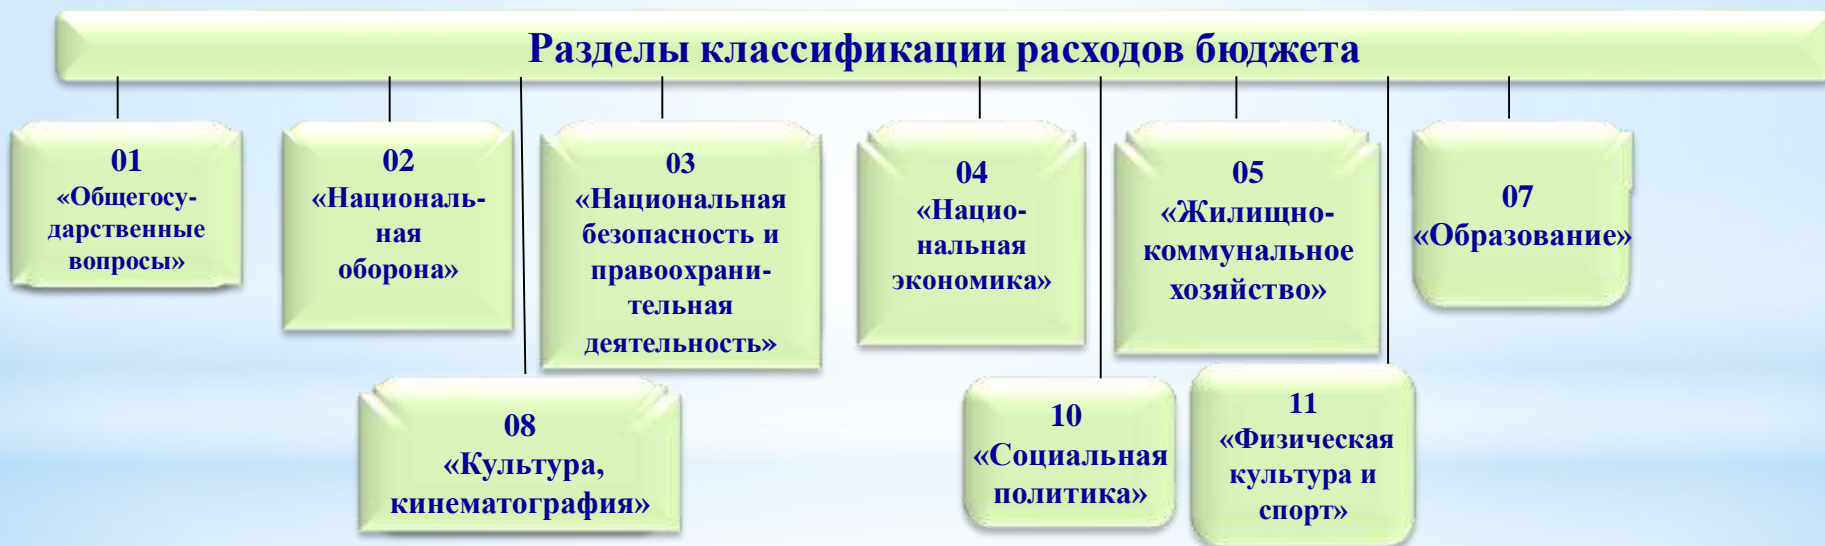 Разделы классификации расходов бюджета
01
«Общегосу-
дарственные
вопросы»
02
«Националь-
ная
оборона»
03
«Национальная
безопасность и
правоохрани-
тельная
деятельность»
04
«Нацио-
нальная
экономика»
05
«Жилищно-
коммунальное
хозяйство»
07
«Образование»
08
«Культура,
кинематография»
10
«Социальная
политика»
11
«Физическая
культура и
спорт»